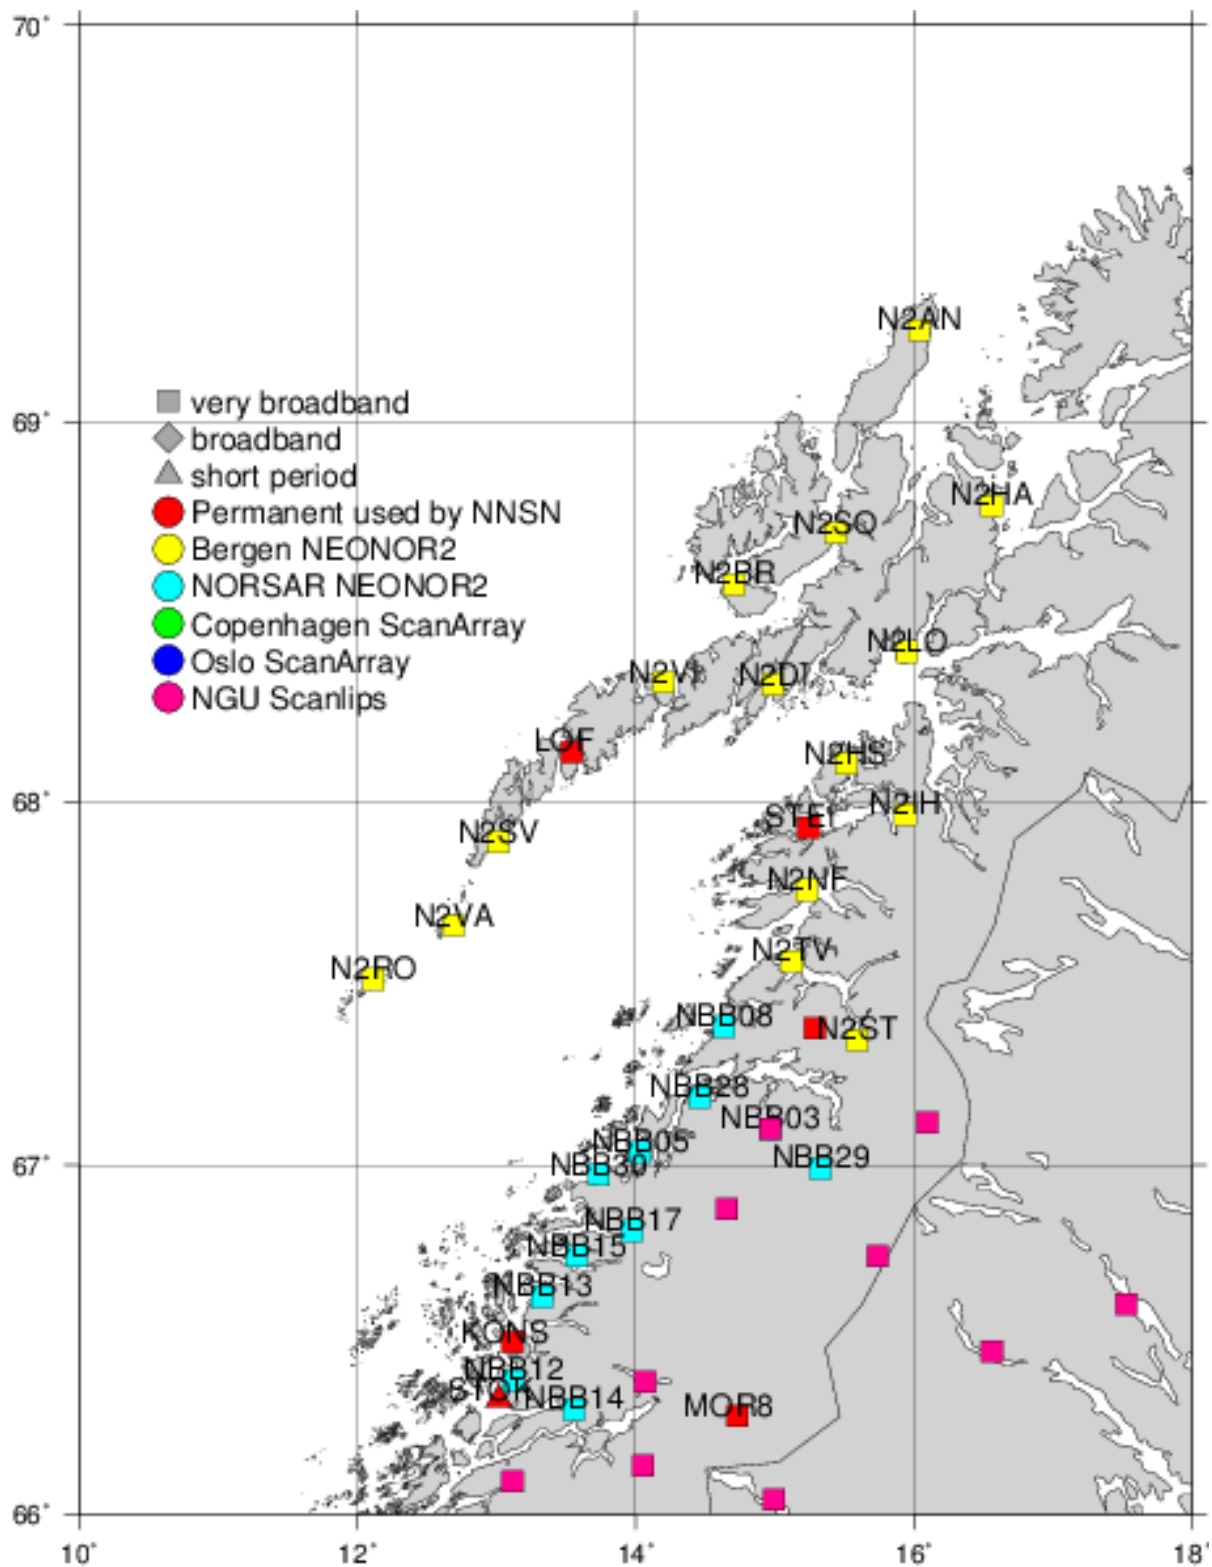 70°
N2AN
69°
very broadband
broadband
short period
Permanent used by NNSN
Bergen NEONOR2
NORSAR NEONOR2
Copenhagen ScanArray
Oslo ScanArray
NGU Scanlips
N2HA
N2SQ
N2BR
N2LO
N2VI
N2DI
LOF
N2HS
68°
N2IH
STEI
N2SV
N2NF
N2VA
N2TV
N2RO
NBB08
N2ST
NBB28
NBB03
NBB05
67°
NBB30
NBB29
NBB17
NBB15
NBB13
KONS
NBB12
STOK
NBB14
MOR8
66°
10°
12°
14°
16°
18°